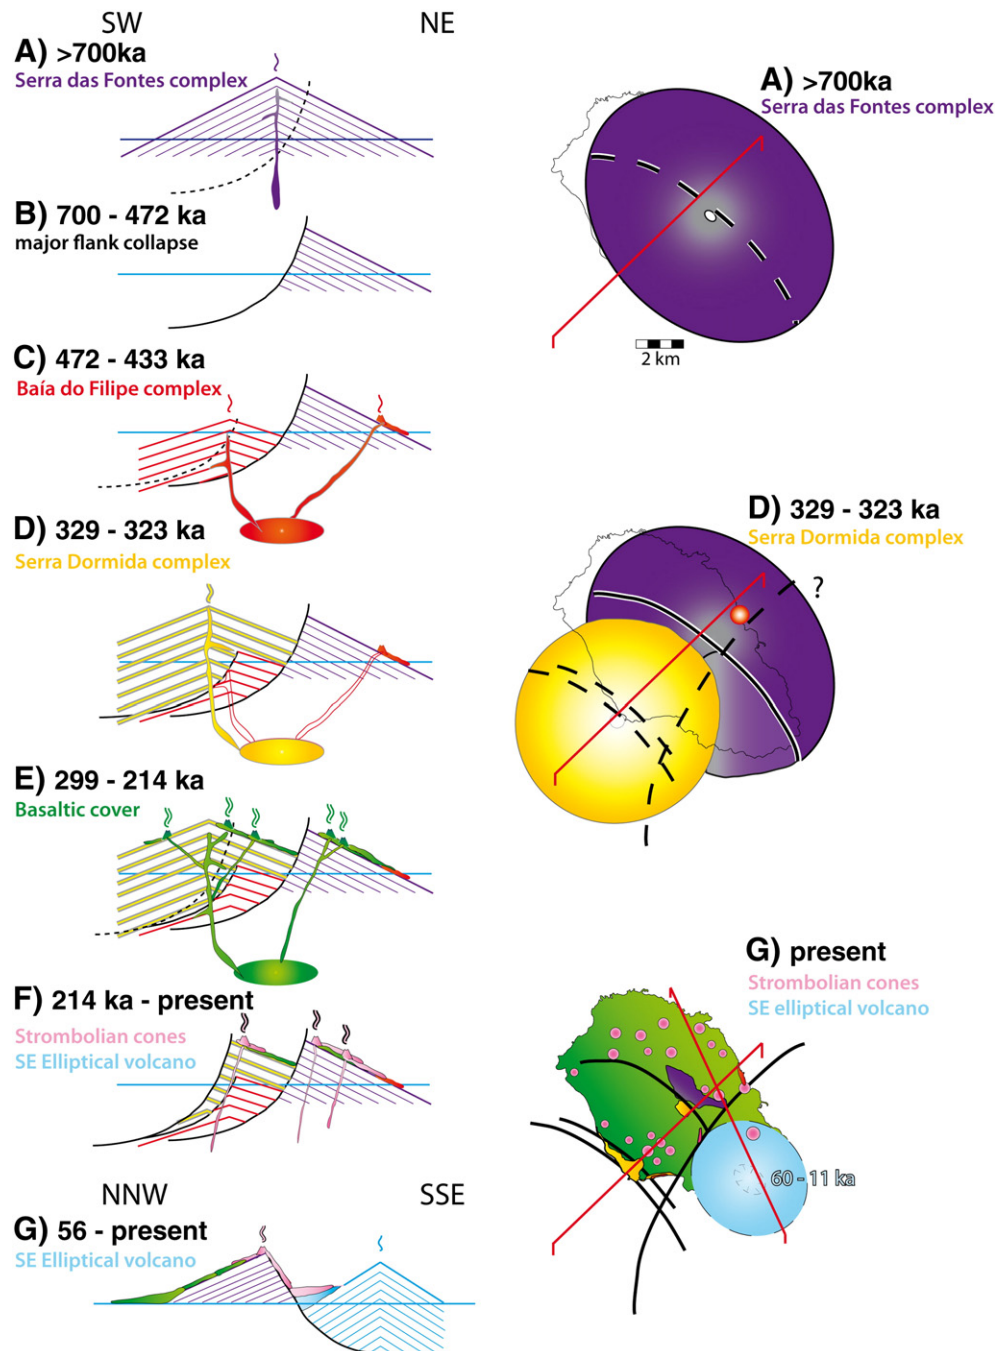 SW NE
A) >700ka
Serra das Fontes complex
B) 700 - 472 ka
major flank collapse
C) 472 - 433 ka
Baía do Filipe complex
D) 329 - 323 ka
Serra Dormida complex
E) 299 - 214 ka
Basaltic cover
F) 214 ka - present
Strombolian cones
SE Elliptical volcano
NNW SSE
G) 56 - present
SE Elliptical volcano
A) >700ka
Serra das Fontes complex
2 km
D) 329 - 323 ka
Serra Dormida complex
?
G) present
Strombolian cones
SE elliptical volcano
60 - 11 ka